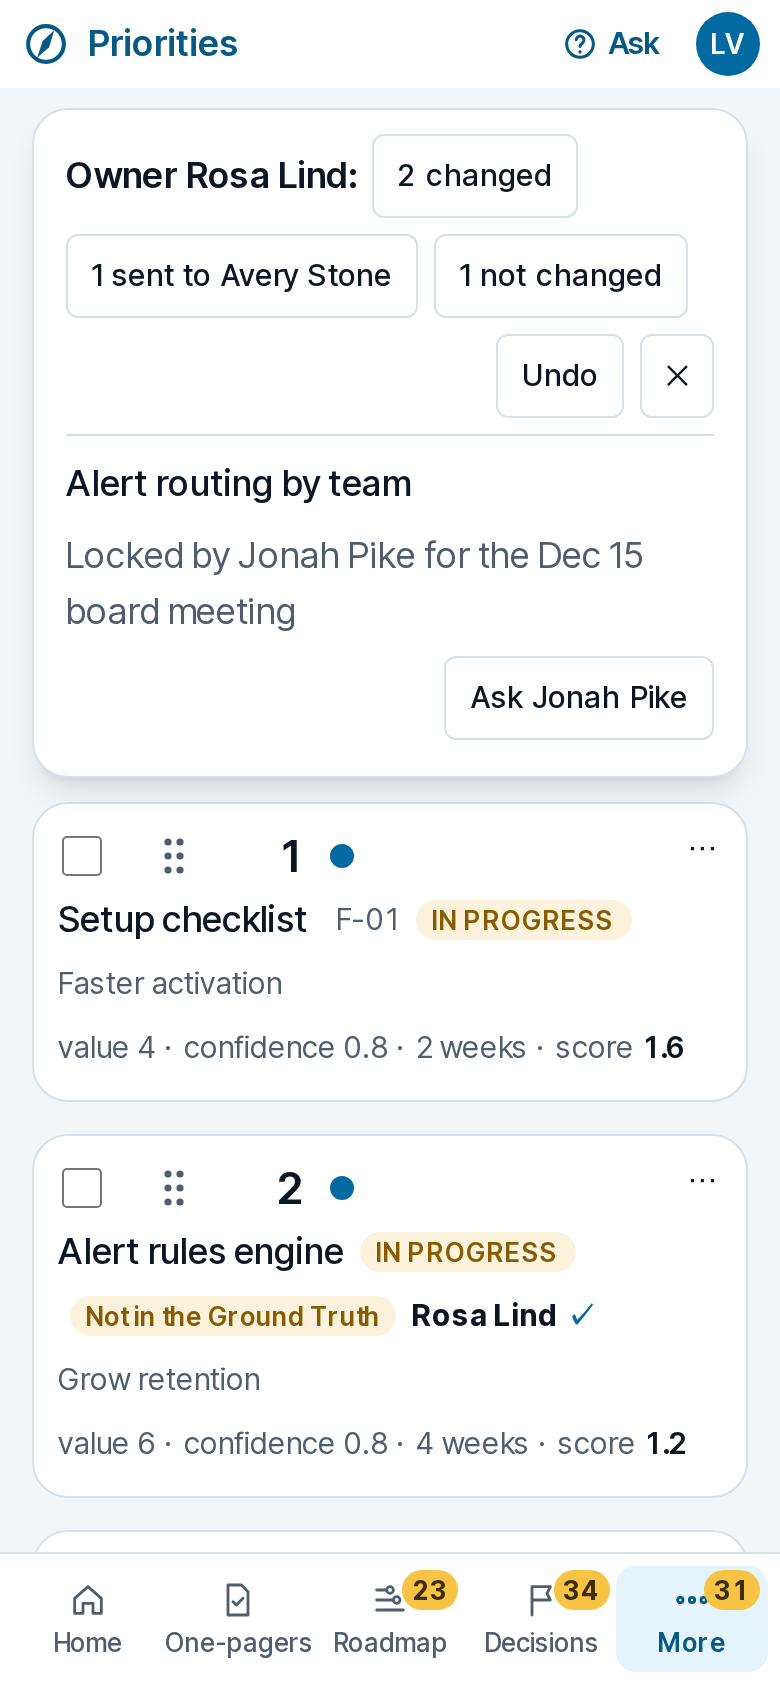 Priorities
Ask
LV
Owner Rosa Lind: 2 changed
1 sent to Avery Stone 1 not changed
Undo
Alert routing by team
Locked by Jonah Pike for the Dec 15
board meeting
Ask Jonah Pike
1
Setup checklist F-01 IN PROGRESS
Faster activation
value 4 · confidence 0.8 · 2 weeks · score 1.6
2
Alert rules engine IN PROGRESS
Not in the Ground Truth Rosa Lind ✓
Grow retention
value 6 · confidence 0.8 · 4 weeks · score 1.2
23 34 31
Home One-pagers Roadmap Decisions More